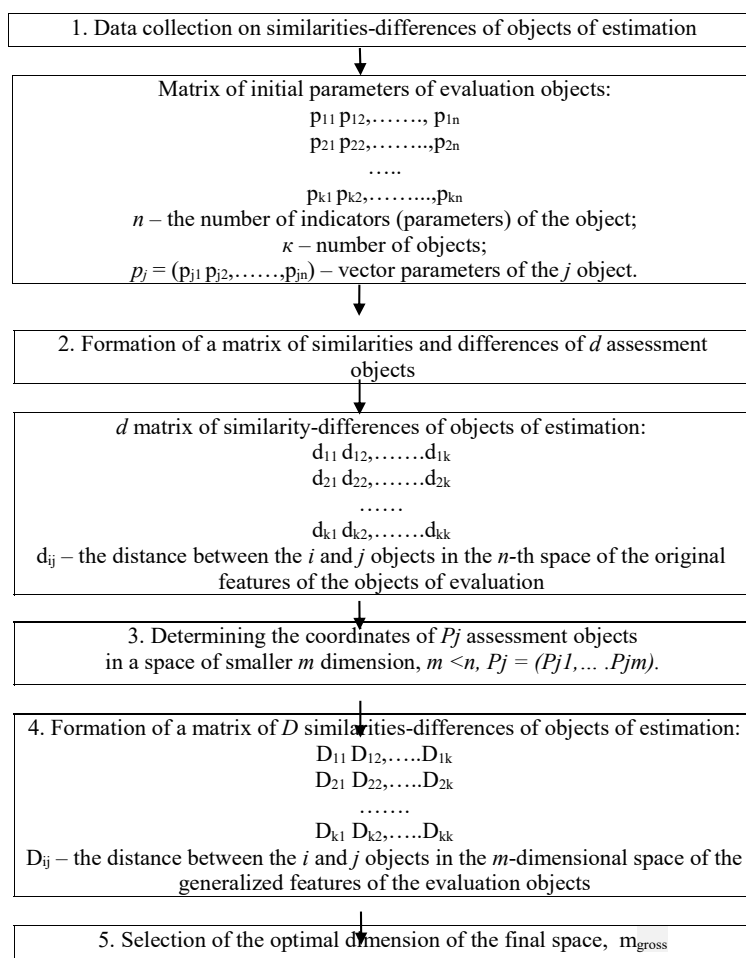 1. Data collection on similarities-differences of objects of estimation
Matrix of initial parameters of evaluation objects:
p11 p12,……., p1n
p21 p22,……..,p2n
…..
pk1 pk2,……...,pkn
n – the number of indicators (parameters) of the object;
κ – number of objects;
pj = (pj1 pj2,……,pjn) – vector parameters of the j object.
2. Formation of a matrix of similarities and differences of d assessment
objects
d matrix of similarity-differences of objects of estimation:
d11 d12,…….d1k
d21 d22,…….d2k
……
dk1 dk2,…….dkk
dij – the distance between the i and j objects in the n-th space of the original
features of the objects of evaluation
3. Determining the coordinates of Pj assessment objects
in a space of smaller m dimension, m <n, Pj = (Pj1,… .Pjm).
4. Formation of a matrix of D similarities-differences of objects of estimation:
D11 D12,…..D1k
D21 D22,…..D2k
…….
Dk1 Dk2,…..Dkk
Dij – the distance between the i and j objects in the m-dimensional space of the
generalized features of the evaluation objects
5. Selection of the optimal dimension of the final space, mgross